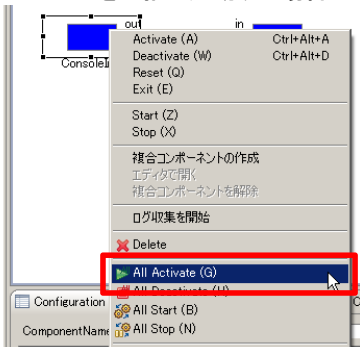 out
in
ConsoleI
Activate (A) Ctrl+Alt+A
Deactivate (W) Ctrl+Alt+D
Reset (Q)
Exit (E)
Start (Z)
Stop (X)
複合コンポーネントの作成
エディタで開く
複合コンポーネントを解除
ログ収集を開始
Delete
All Activate (G)
All Deactivate (H)
Configuration
All Start (B)
ComponentName
All Stop (N)